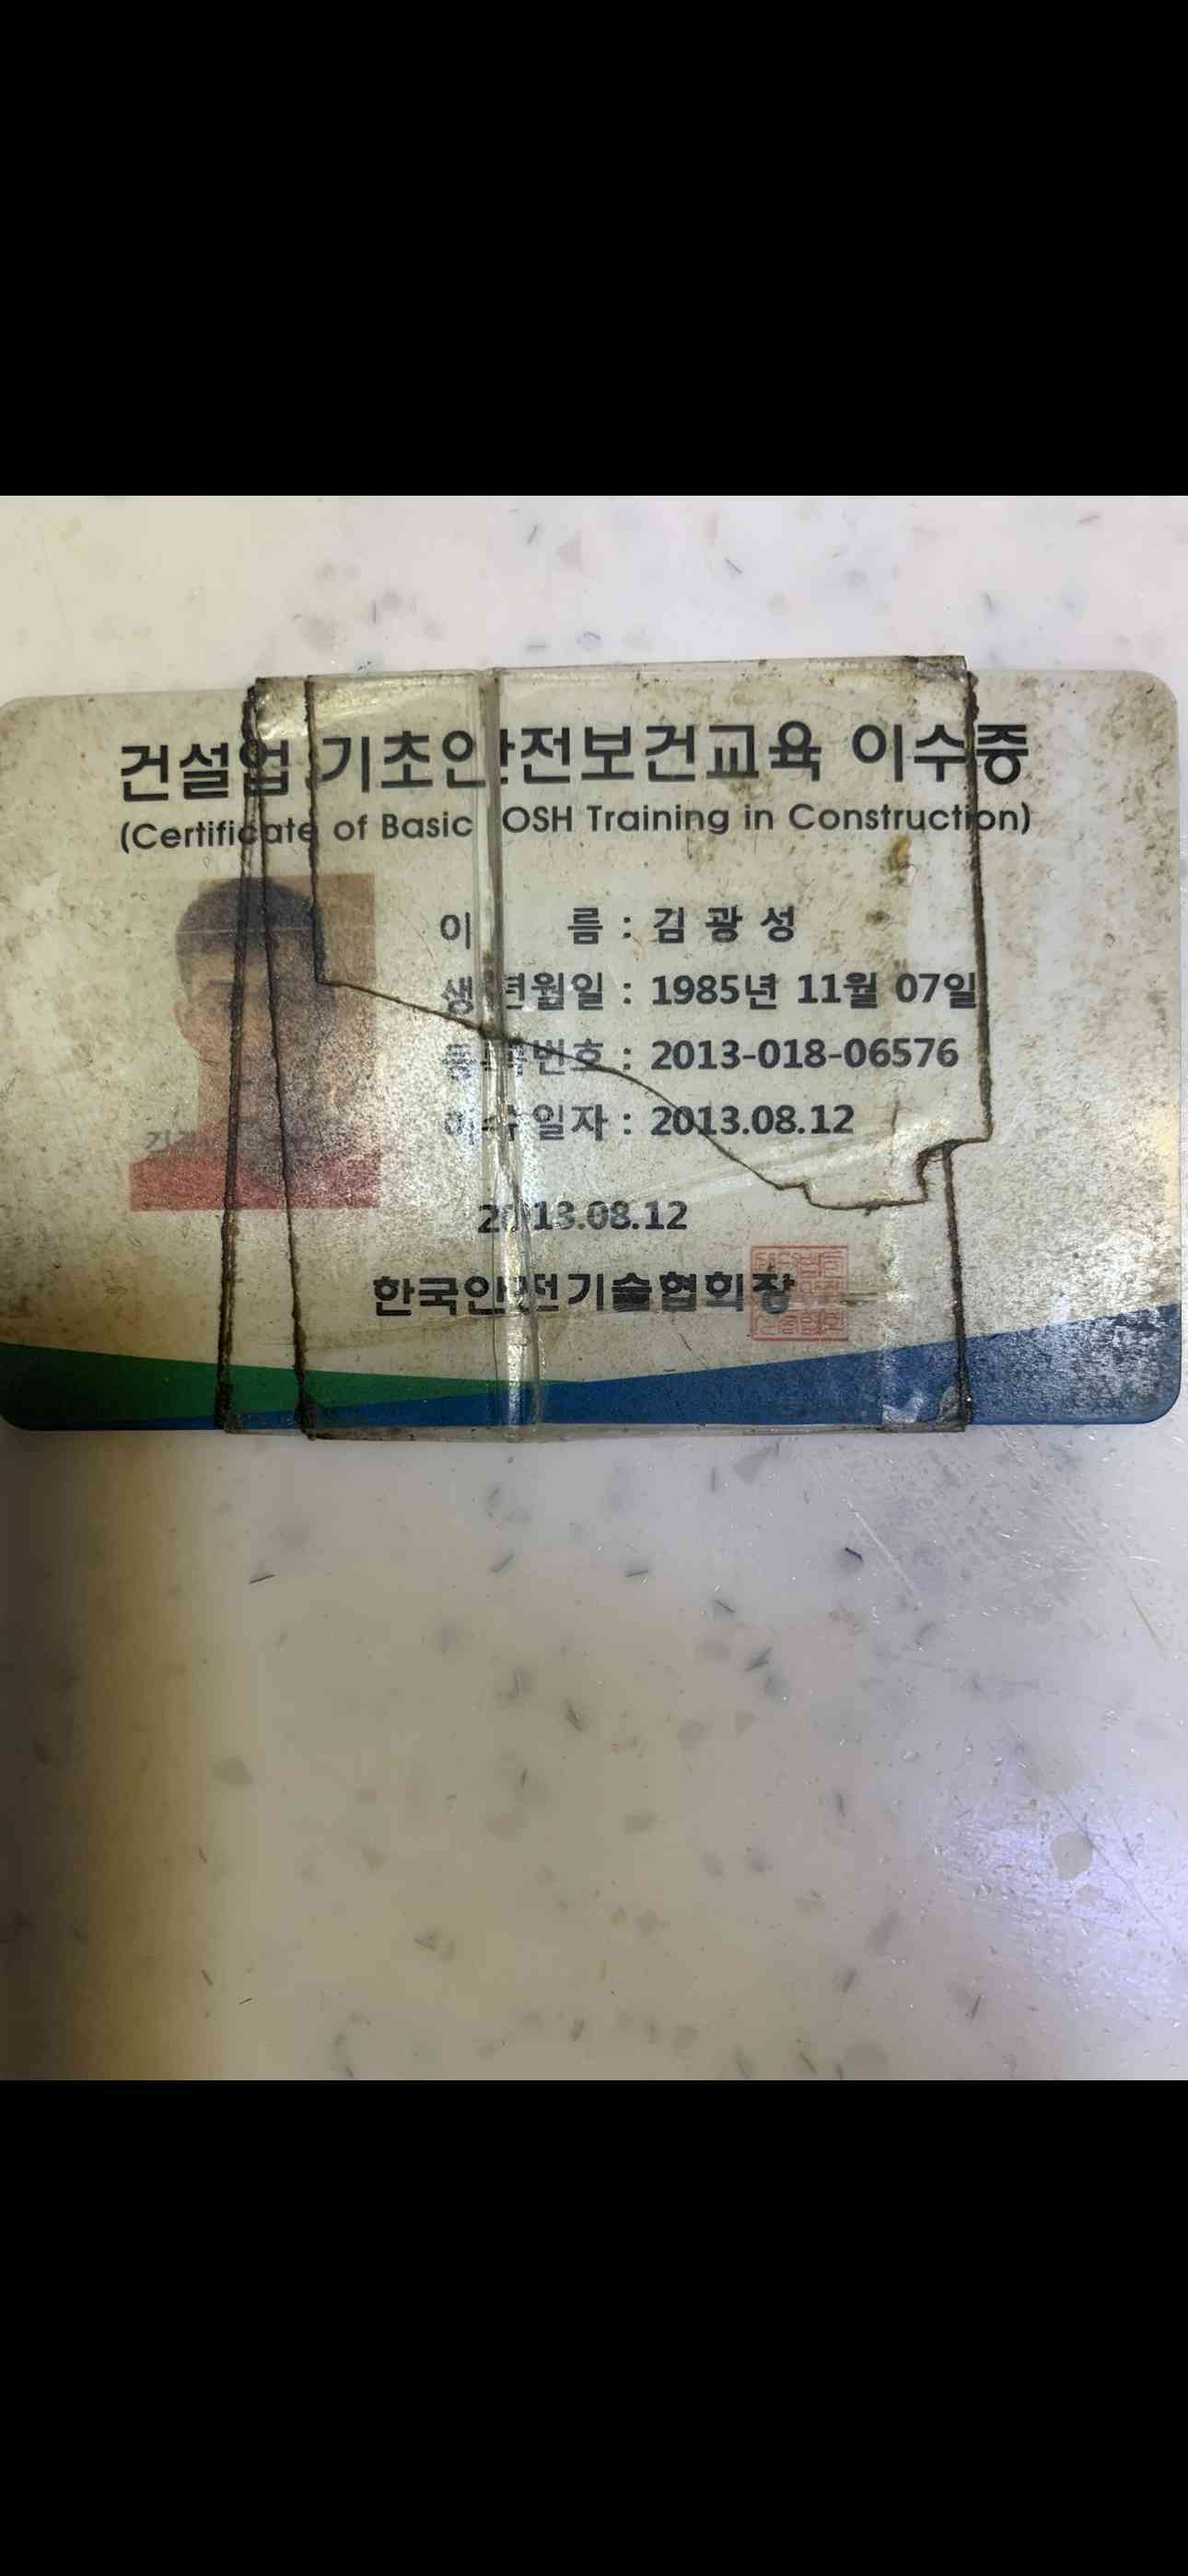 건설업 기초안전보건교육 이수증
(Certificate of Basic OSH Training in Construction)
이 름 : 김 광 성
생년월일 : 1985년 11월 07일
등록번호 : 2013-018-06576
이수일자 : 2013.08.12
2013.08.12
한국안전기술협회장